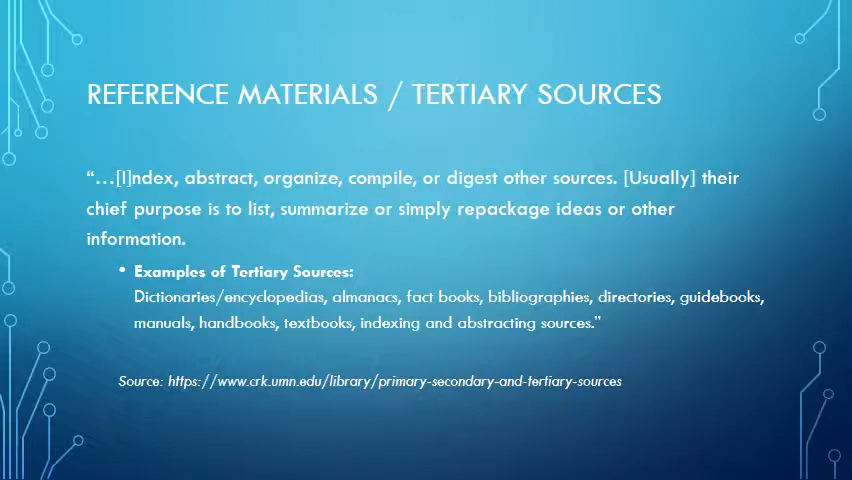 REFERENCE MATERIALS / TERTIARY SOURCES
“…[I]ndex, abstract, organize, compile, or digest other sources. [Usually] their
chief purpose is to list, summarize or simply repackage ideas or other
information.
• Examples of Tertiary Sources:
Dictionaries/encyclopedias, almanacs, fact books, bibliographies, directories, guidebooks,
manuals, handbooks, textbooks, indexing and abstracting sources.”
Source: https://www.crk.umn.edu/library/primary-secondary-and-tertiary-sources